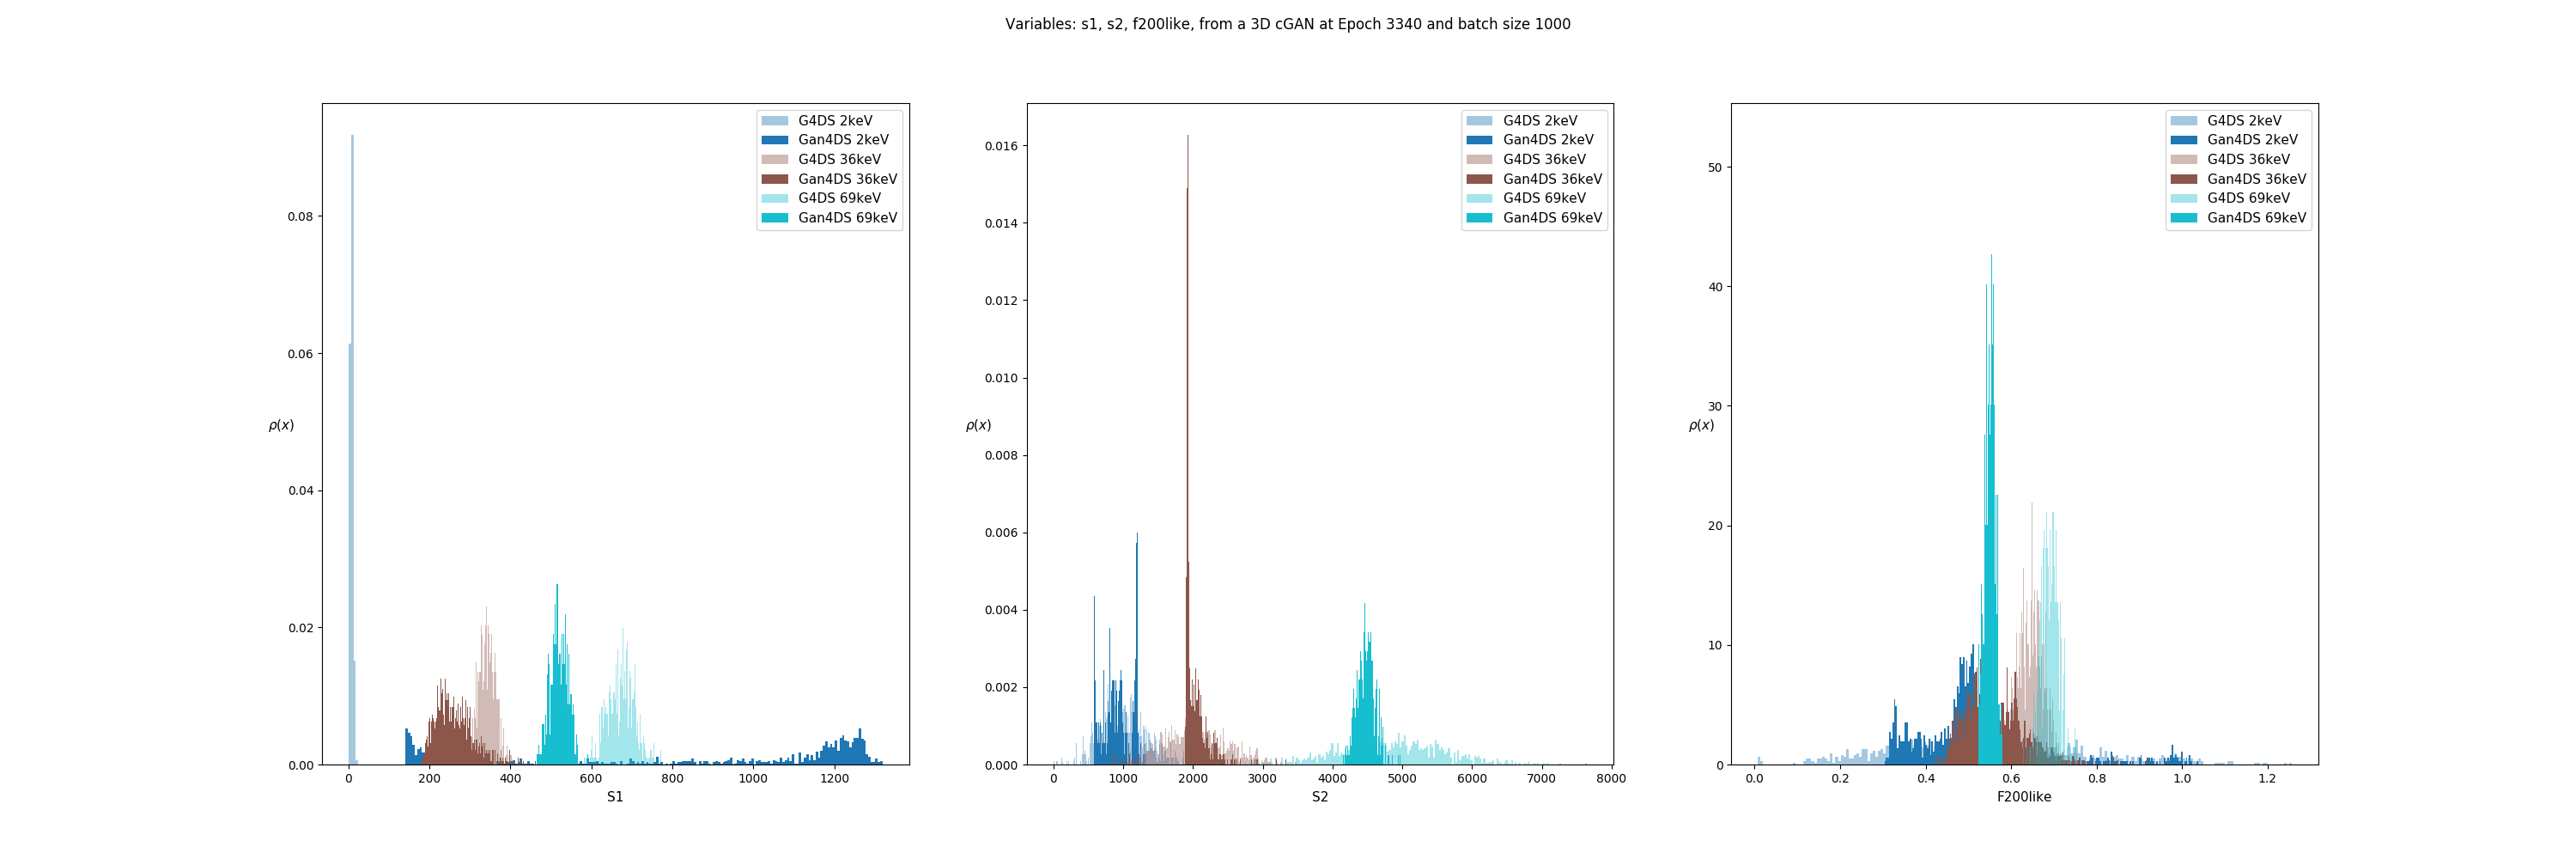 Variables: s1, s2, f200like, from a 3D cGAN at Epoch 3340 and batch size 1000
G4DS 2keV
Gan4DS 2keV
G4DS 36keV
Gan4DS 36keV
G4DS 69keV
Gan4DS 69keV
0.08
0.06
0.04
0.02
0.00
ρ(x)
0 200 400 600 800 1000 1200
S1
G4DS 2keV
Gan4DS 2keV
G4DS 36keV
Gan4DS 36keV
G4DS 69keV
Gan4DS 69keV
0.016
0.014
0.012
0.010
0.008
0.006
0.004
0.002
0.000
ρ(x)
0 1000 2000 3000 4000 5000 6000 7000 8000
S2
G4DS 2keV
Gan4DS 2keV
G4DS 36keV
Gan4DS 36keV
G4DS 69keV
Gan4DS 69keV
50
40
30
20
10
0
ρ(x)
0.0 0.2 0.4 0.6 0.8 1.0 1.2
F200like